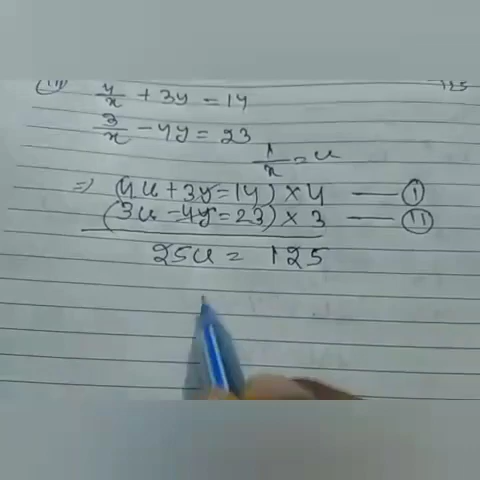 (iii) 4/x + 3y = 14
125
3/x - 4y = 23
1/x = u
⇒ (4u + 3y = 14) × 4 — (I)
(3u - 4y = 23) × 3 — (II)
25u = 125